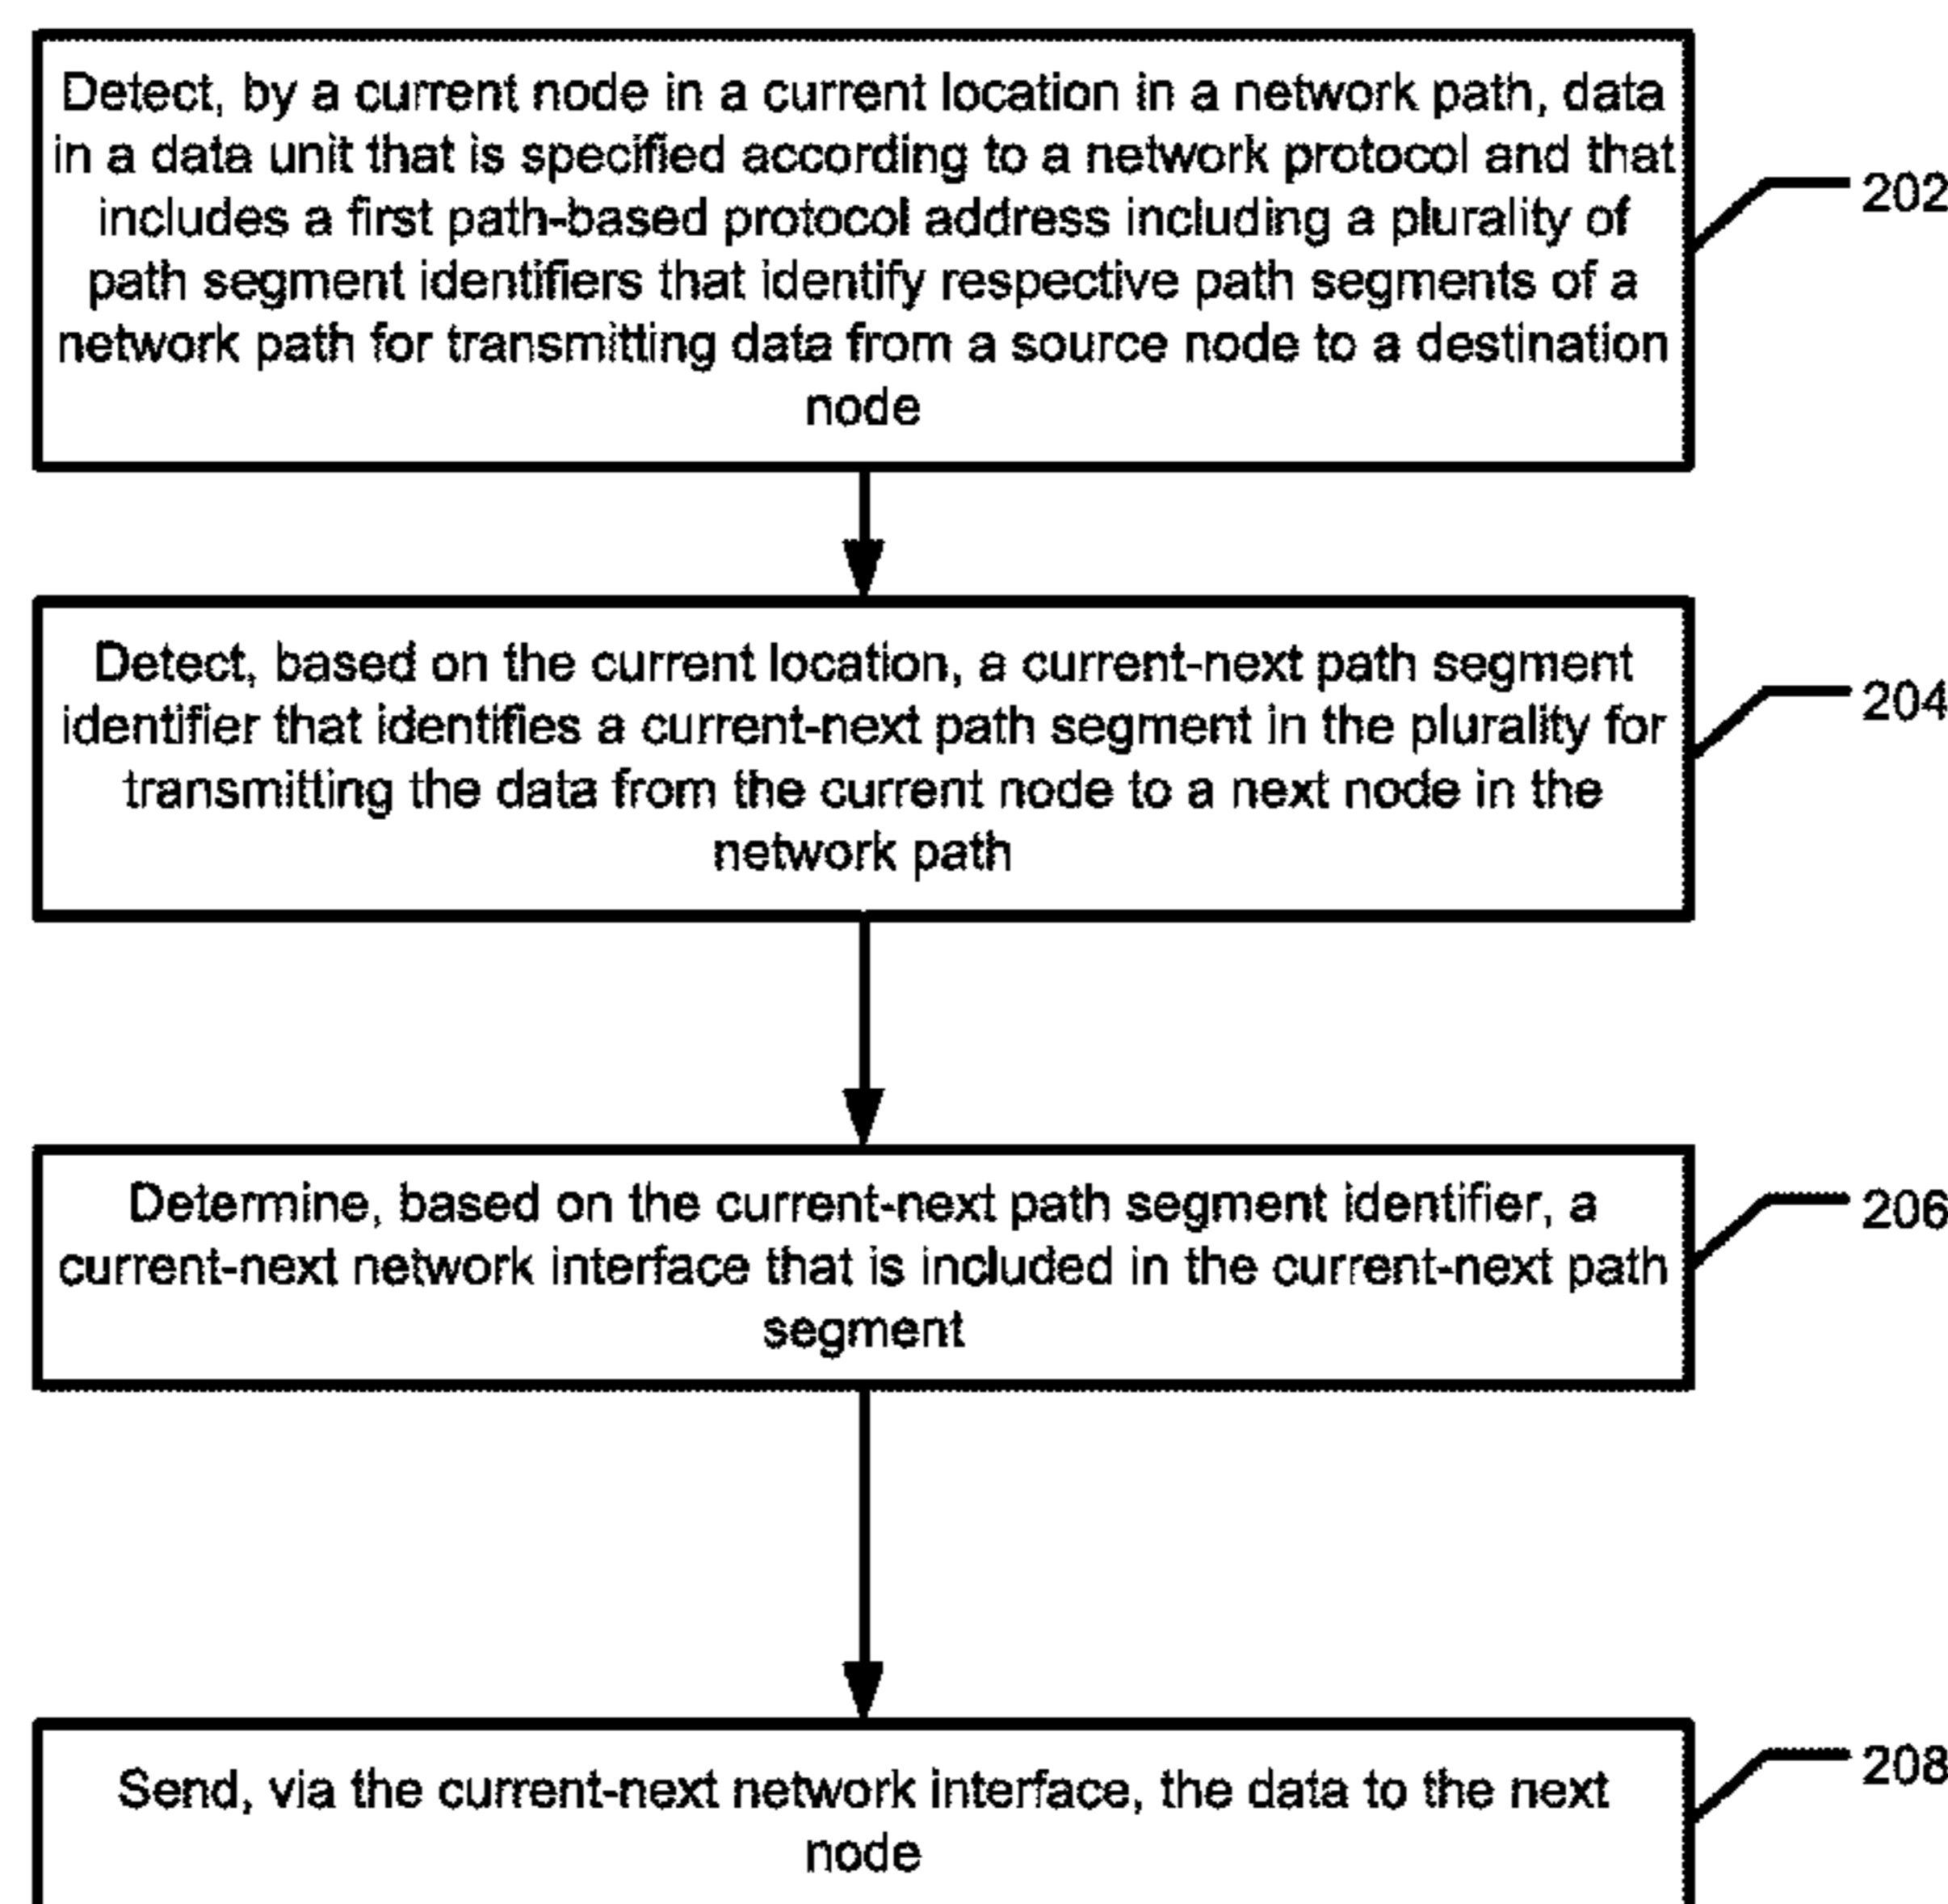 Detect, by a current node in a current location in a network path, data
in a data unit that is specified according to a network protocol and that
includes a first path-based protocol address including a plurality of
path segment identifiers that identify respective path segments of a
network path for transmitting data from a source node to a destination
node
202
Detect, based on the current location, a current-next path segment
identifier that identifies a current-next path segment in the plurality for
transmitting the data from the current node to a next node in the
network path
204
Determine, based on the current-next path segment identifier, a
current-next network interface that is included in the current-next path
segment
206
Send, via the current-next network interface, the data to the next
node
208